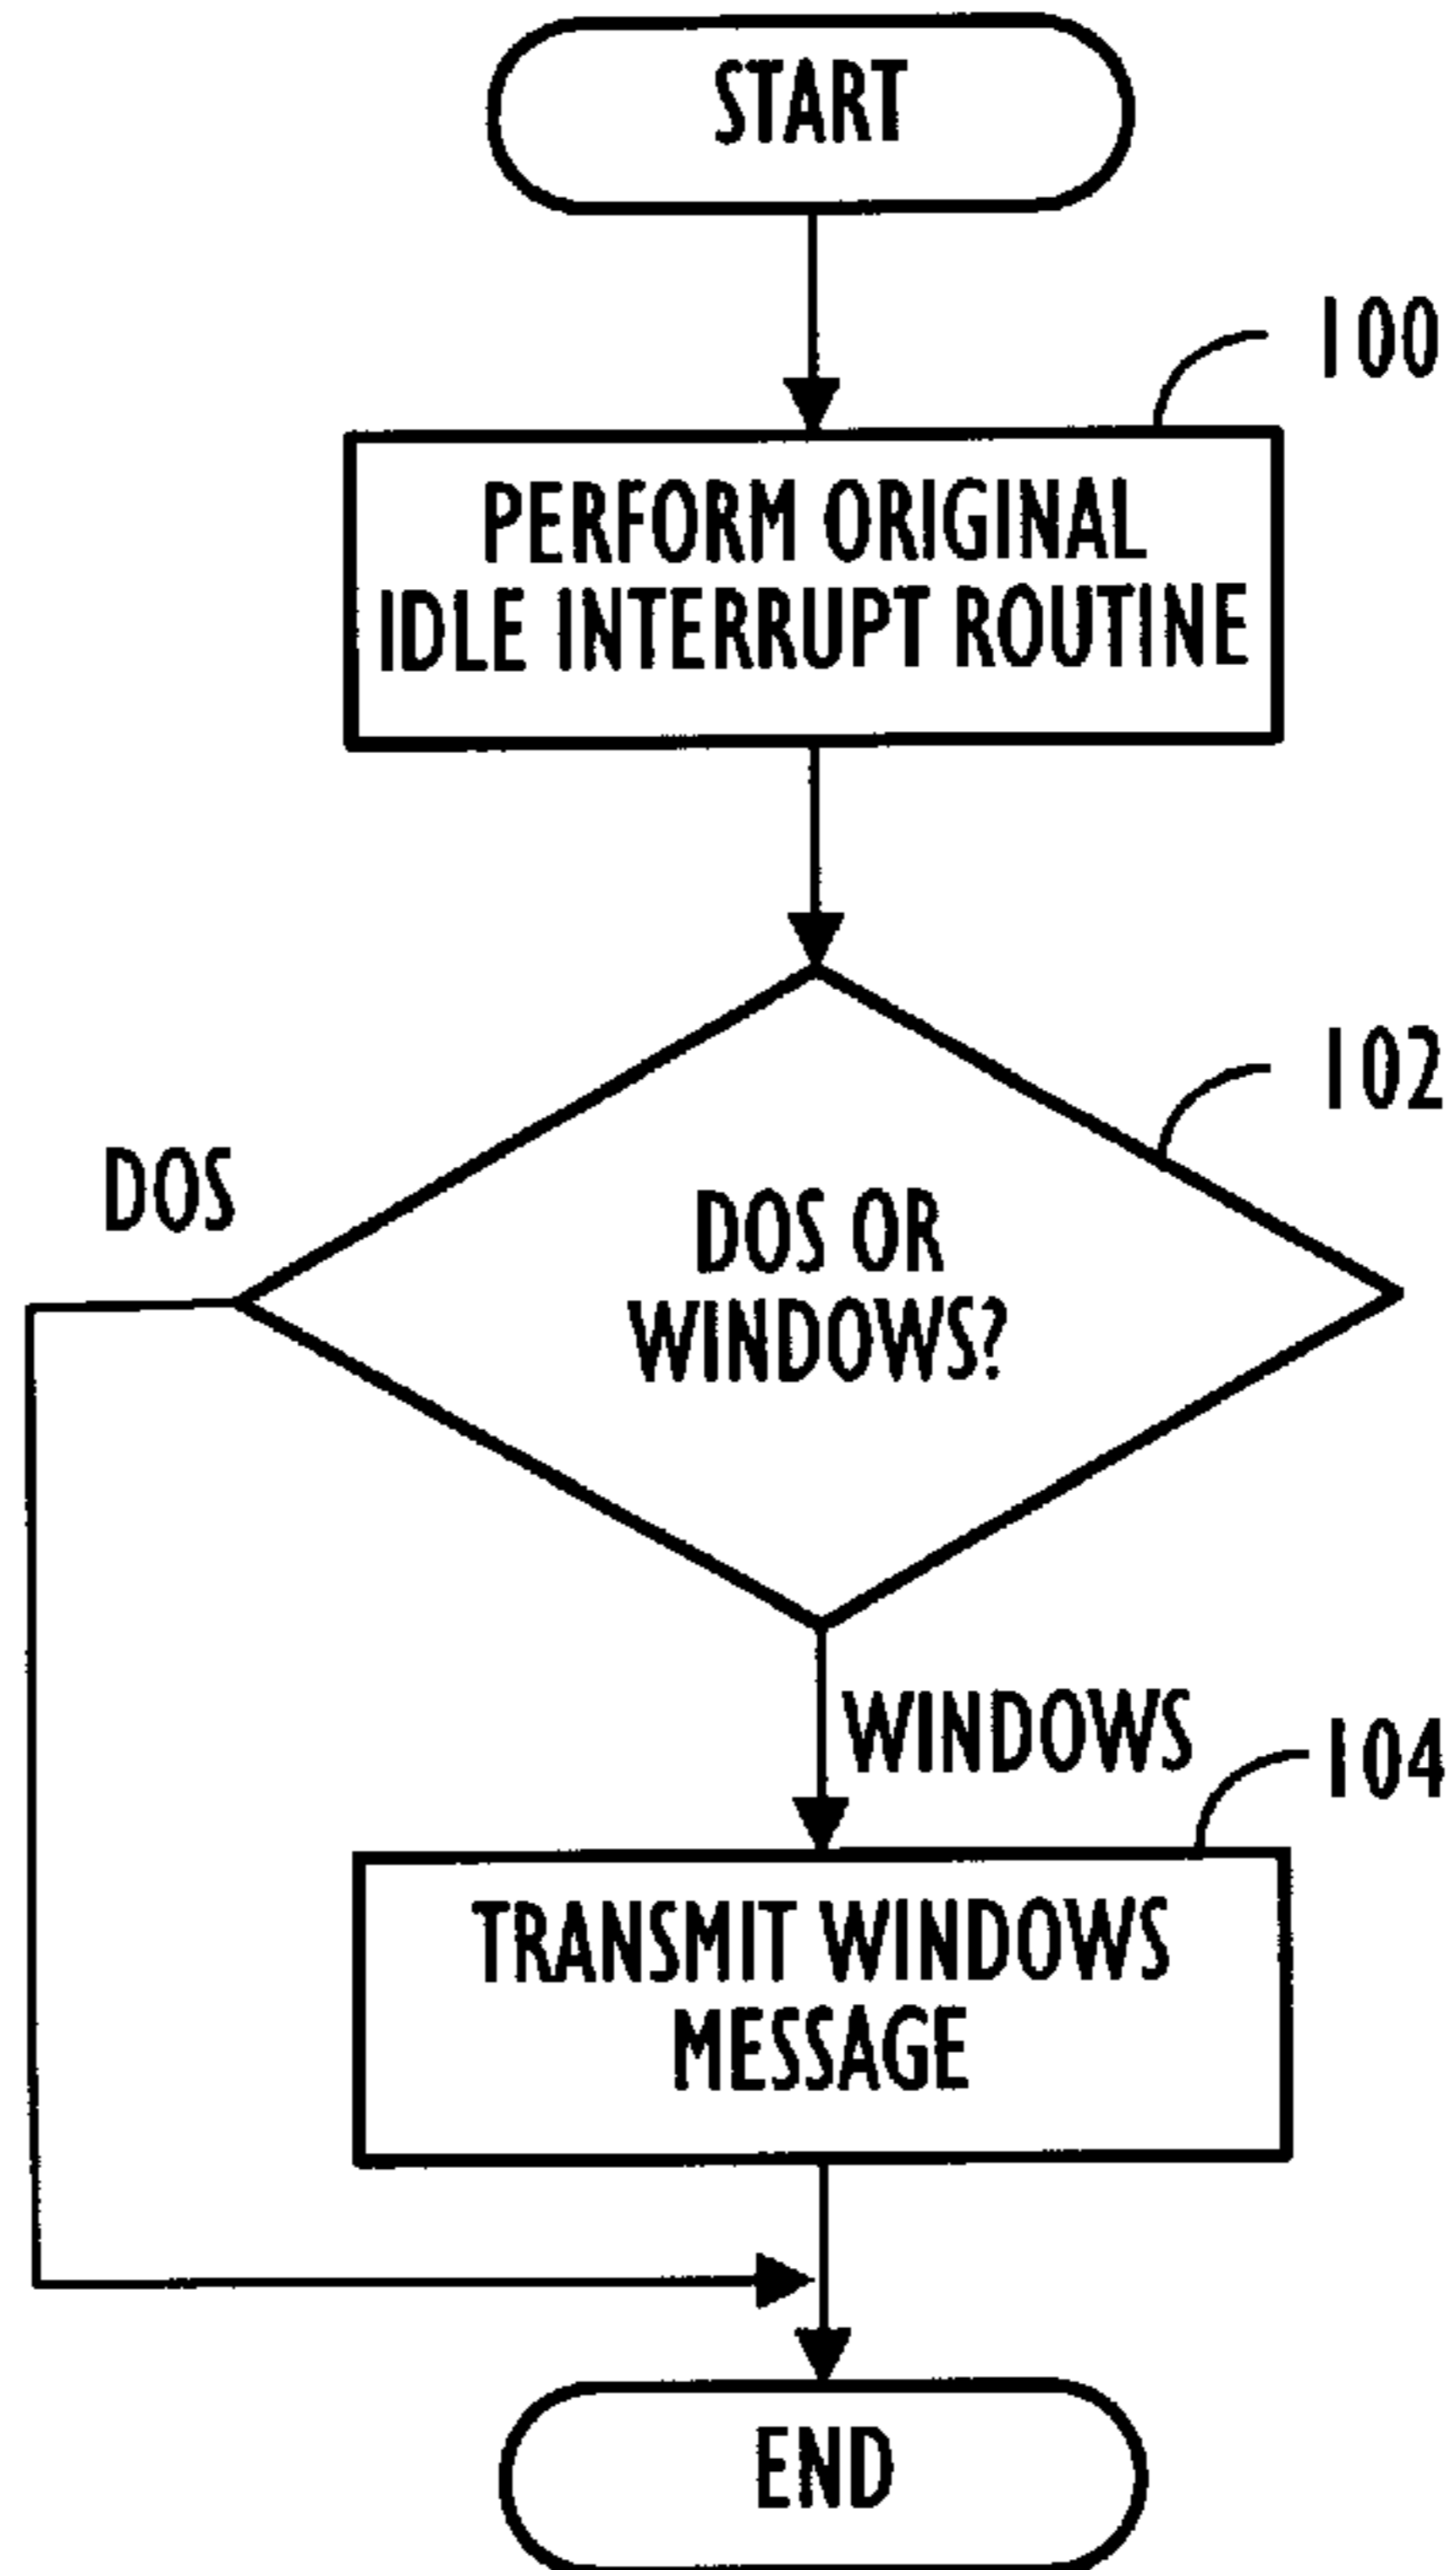 START
100
PERFORM ORIGINAL
IDLE INTERRUPT ROUTINE
102
DOS
DOS OR
WINDOWS?
WINDOWS
104
TRANSMIT WINDOWS
MESSAGE
END